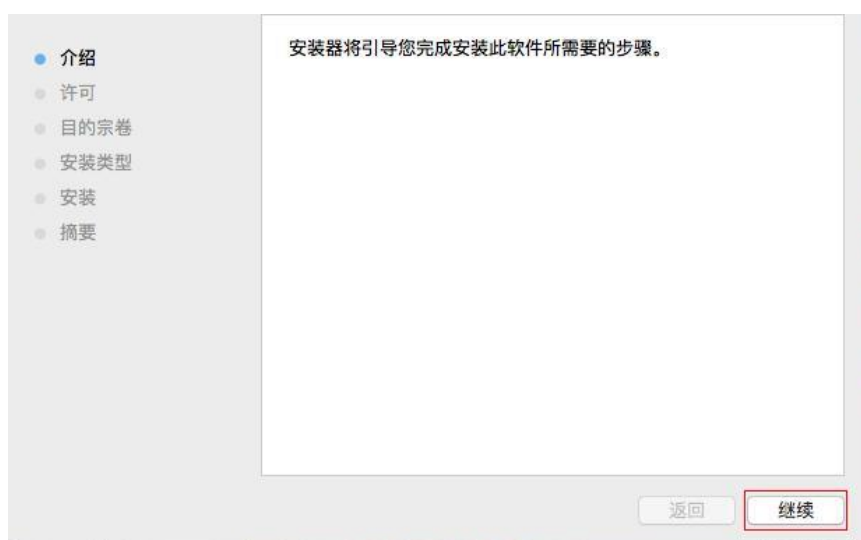 介绍
许可
目的宗卷
安装类型
安装
摘要
安装器将引导您完成安装此软件所需要的步骤。
返回
继续